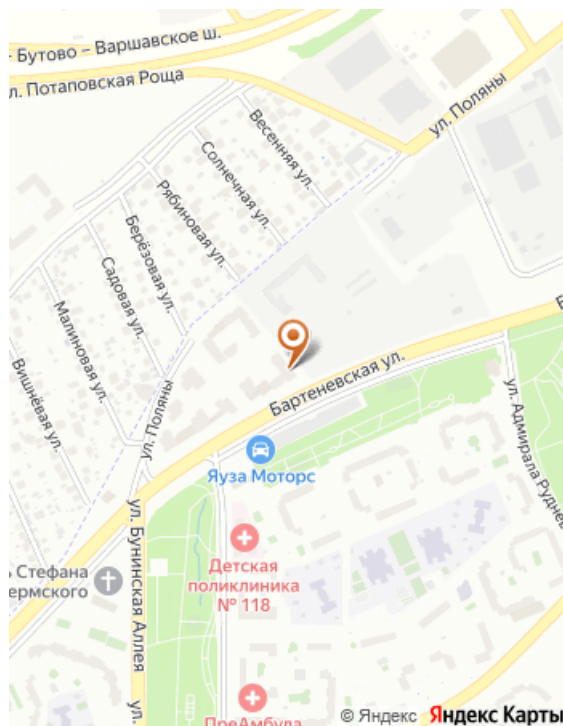 - Бутово – Варшавское ш.
л. Потаповская Роща
ул. Поляны
Весенняя ул.
Солнечная ул.
Рябиновая ул.
Берёзовая ул.
Садовая ул.
Малиновая ул.
Вишнёвая ул.
ул. Поляны
Бартеневская ул.
ул. Адмирала Руднев
Яуза Моторс
ул. Бунинская Аллея
ул.
Детская
поликлиника
№ 118
ь Стефана
ермского
ПреАмбула
© Яндекс Яндекс Карты